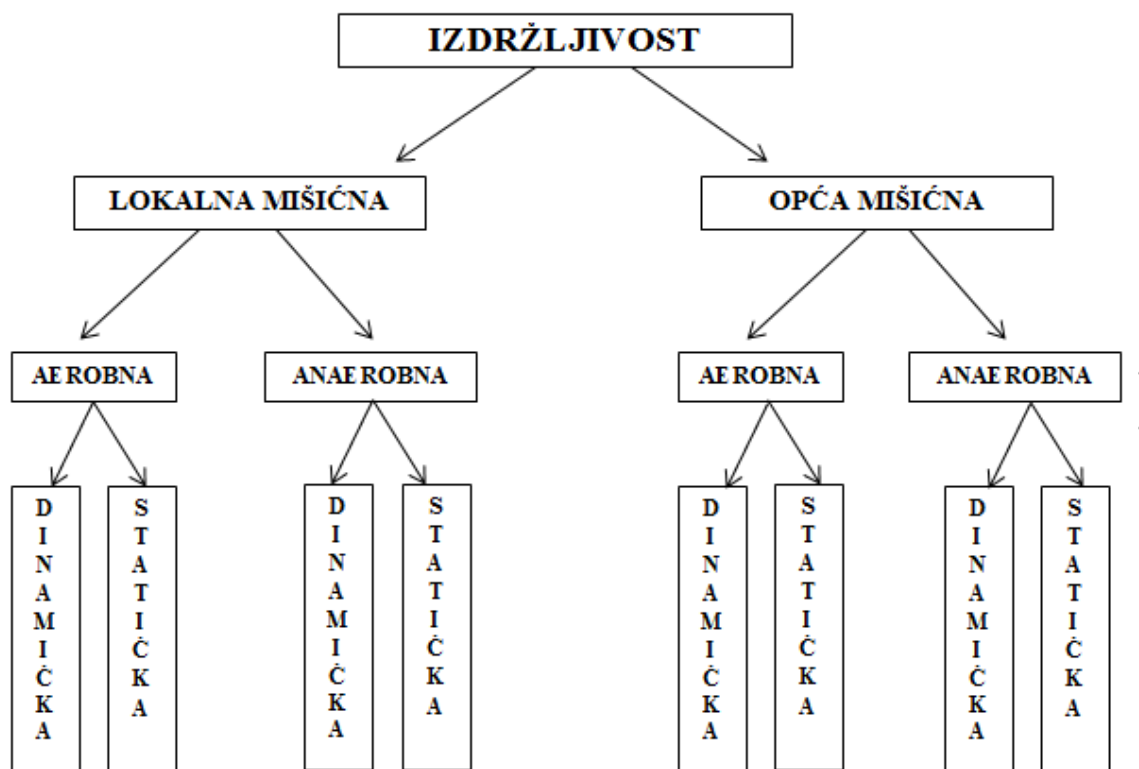 IZDRŽLJIVOST
LOKALNA MIŠIĆNA
OPĆA MIŠIĆNA
AEROBNA
ANAEROBNA
AEROBNA
ANAEROBNA
DINAMIČKA
STATIČKA
DINAMIČKA
STATIČKA
DINAMIČKA
STATIČKA
DINAMIČKA
STATIČKA